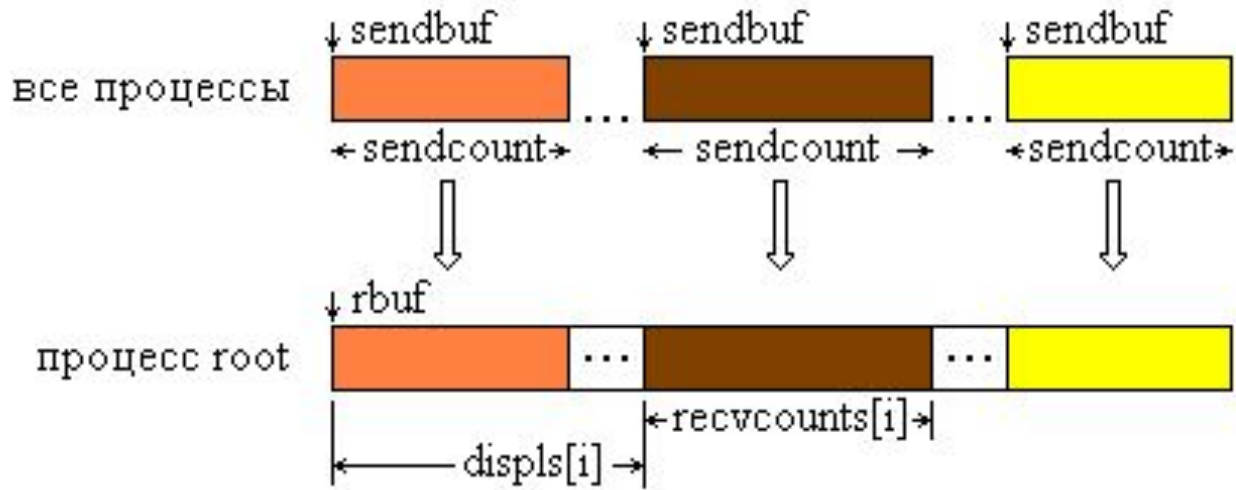 sendbuf sendbuf sendbuf
все процессы
... ...
sendcount sendcount sendcount
rbuf
процесс root ... ...
recvcounts[i]
displs[i]